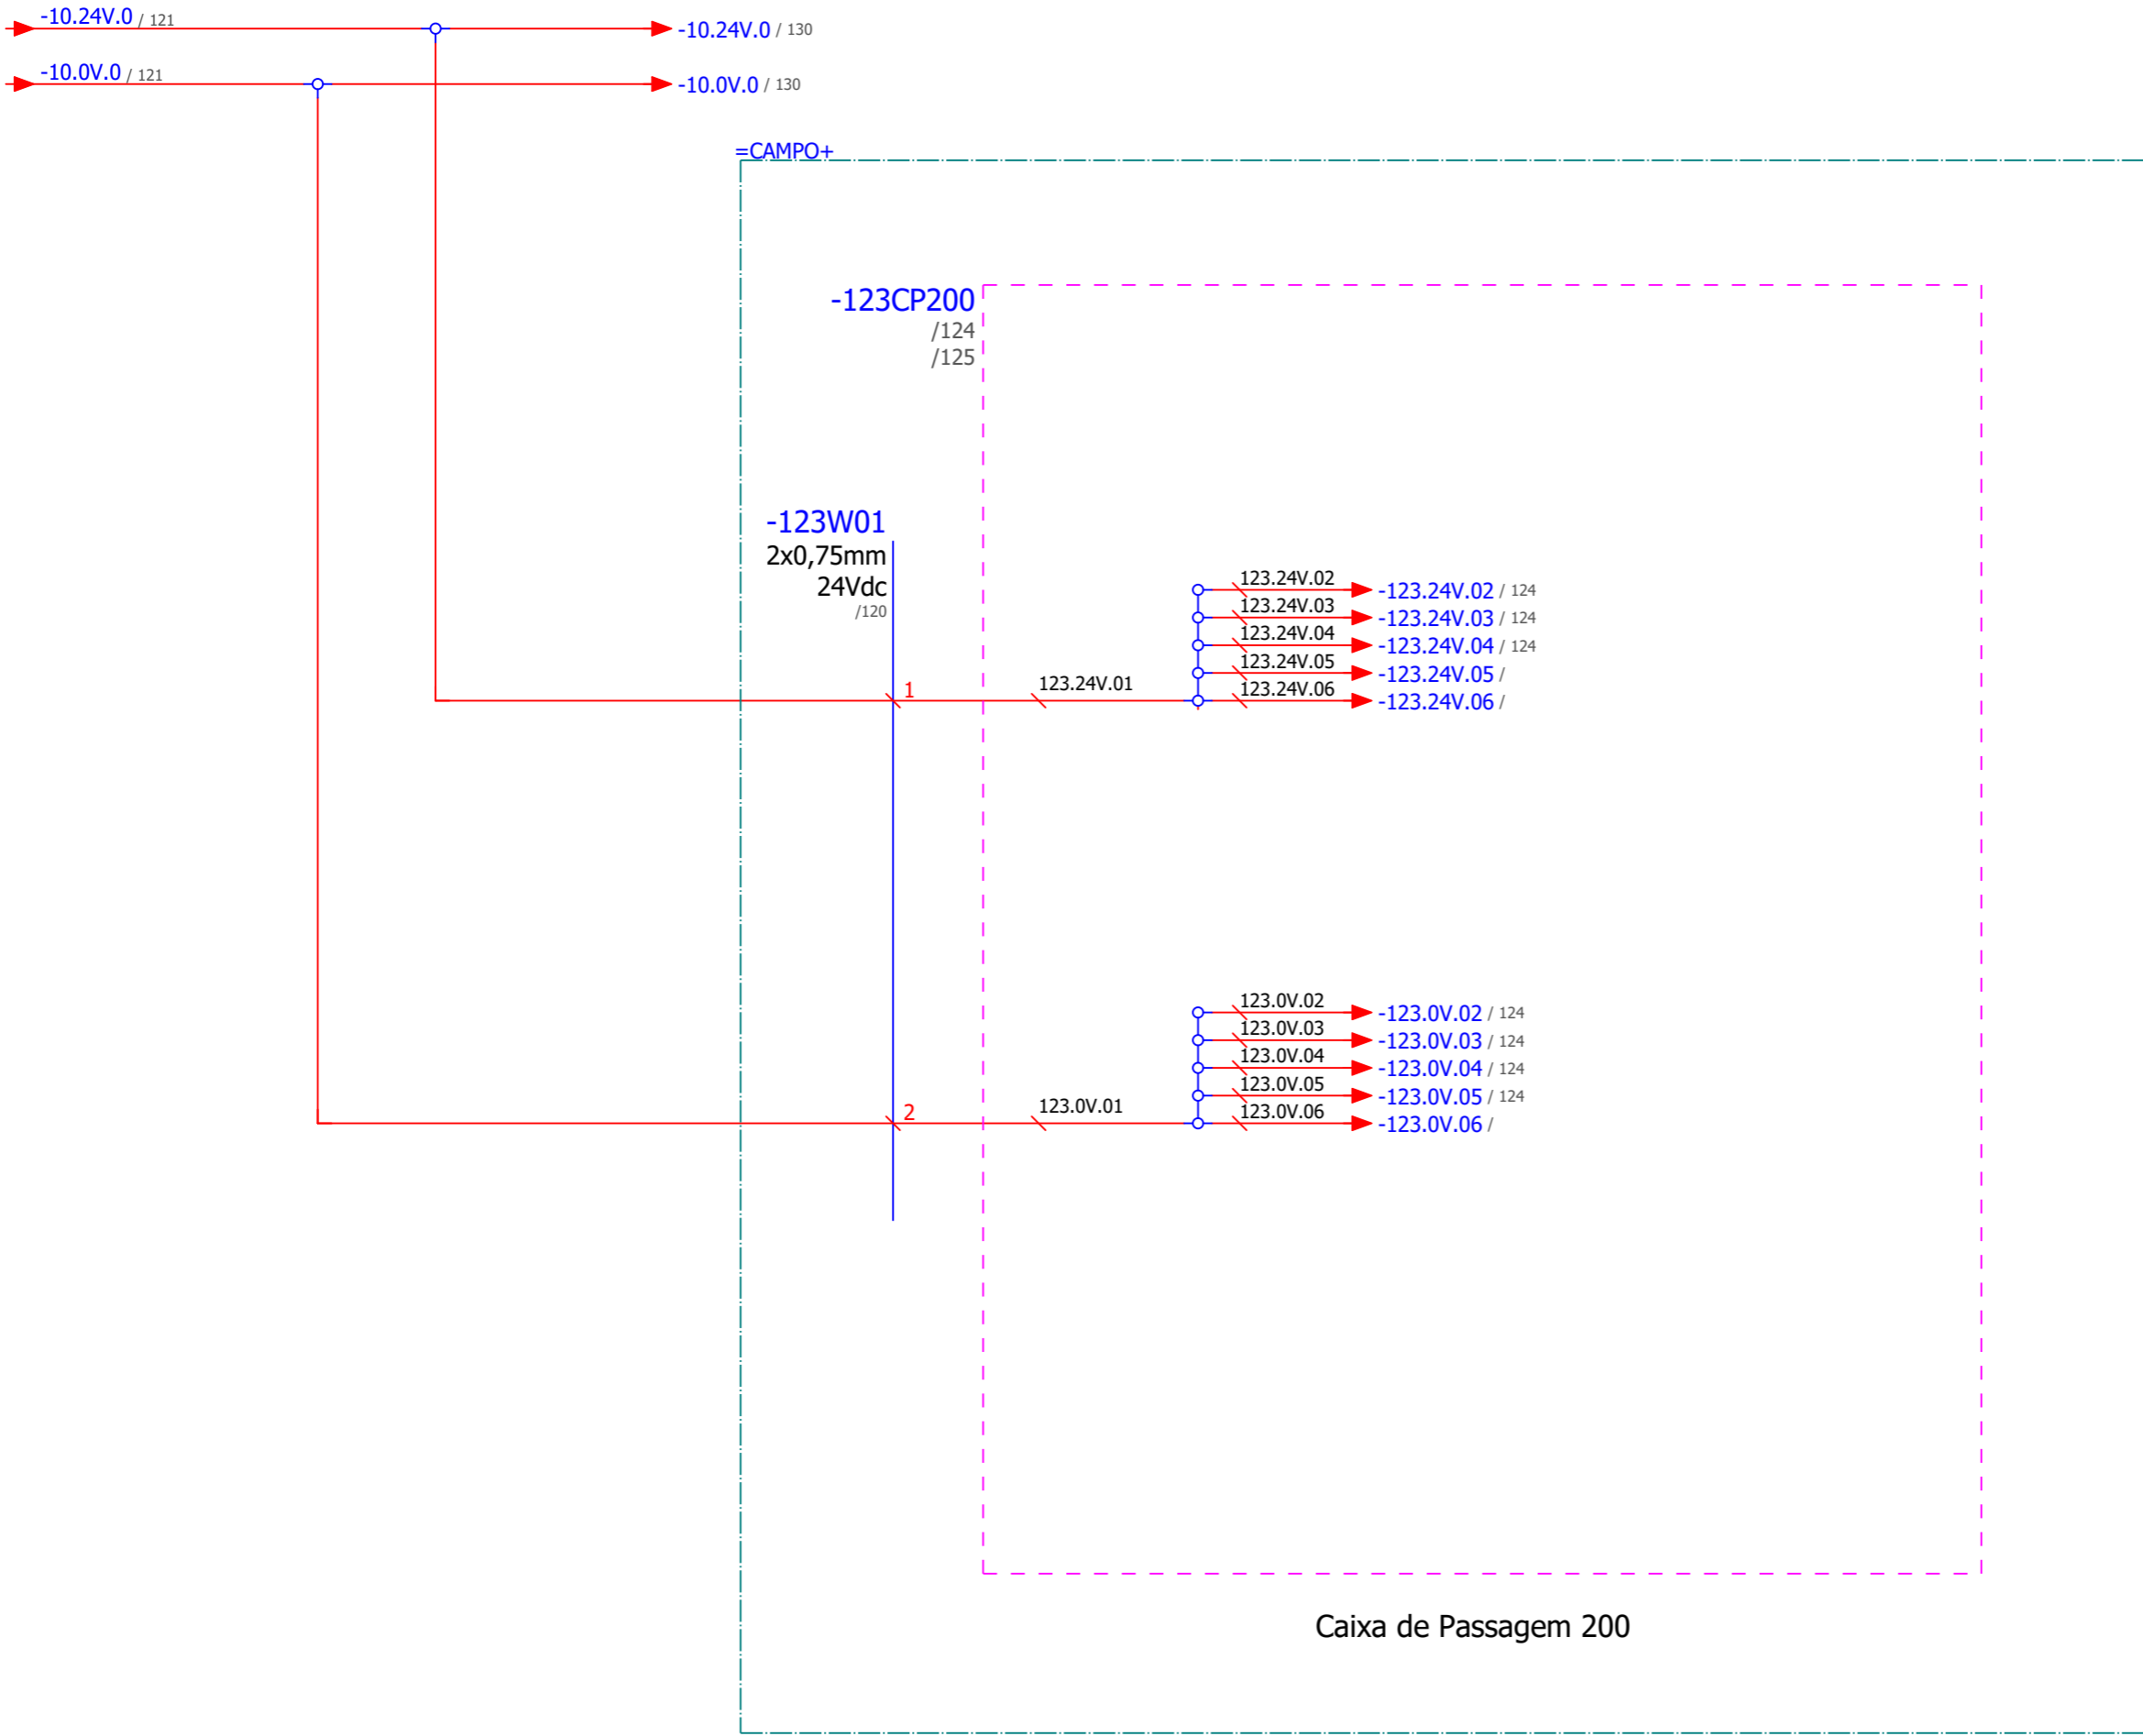 -10.24V.0 / 121
-10.24V.0 / 130
-10.0V.0 / 121
-10.0V.0 / 130
=CAMPO+
-123CP200
/124
/125
-123W01
2x0,75mm
24Vdc
/120
123.24V.02
-123.24V.02 / 124
123.24V.03
-123.24V.03 / 124
123.24V.04
-123.24V.04 / 124
123.24V.05
-123.24V.05 /
1
123.24V.01
123.24V.06
-123.24V.06 /
123.0V.02
-123.0V.02 / 124
123.0V.03
-123.0V.03 / 124
123.0V.04
-123.0V.04 / 124
123.0V.05
-123.0V.05 / 124
2
123.0V.01
123.0V.06
-123.0V.06 /
Caixa de Passagem 200